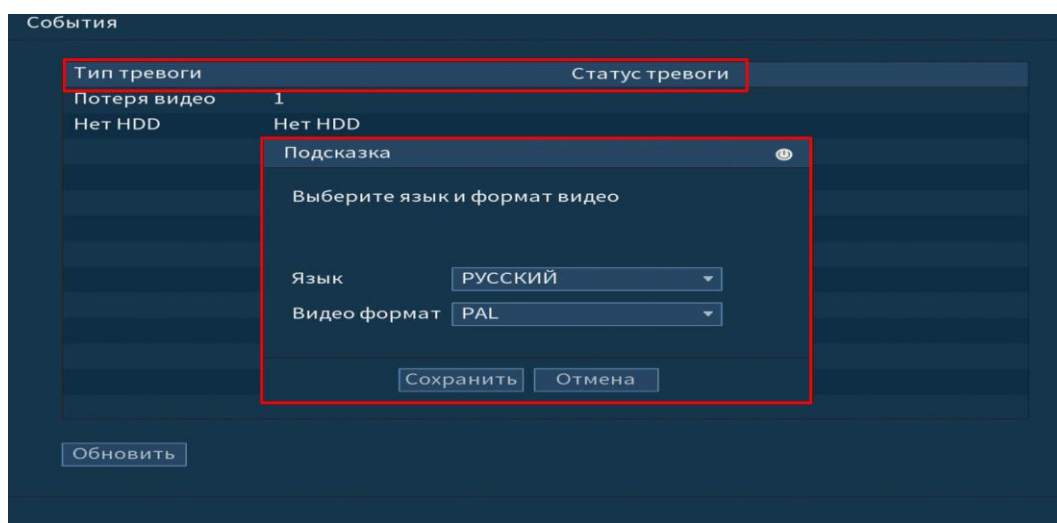 События
Тип тревоги Статус тревоги
Потеря видео 1
Нет HDD Нет HDD
Подсказка
Выберите язык и формат видео
Язык РУССКИЙ
Видео формат PAL
Сохранить Отмена
Обновить